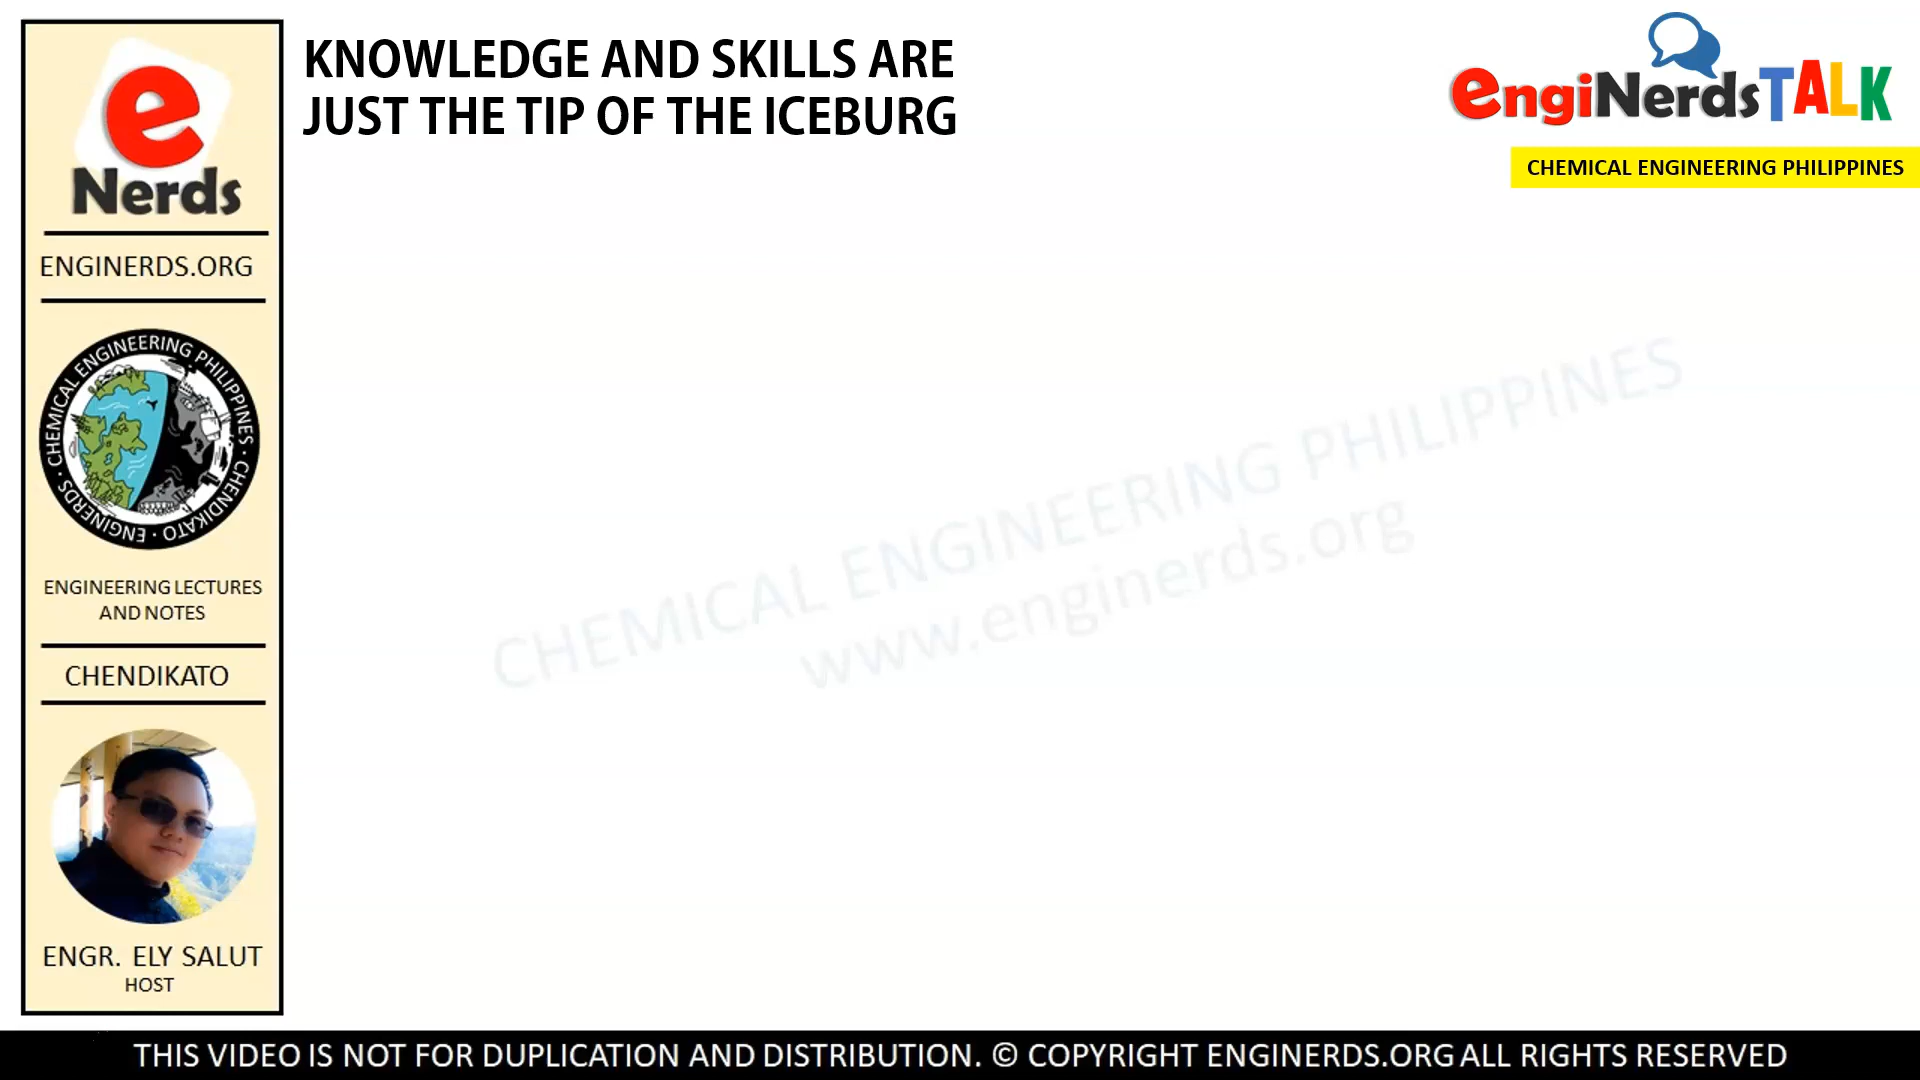 e
Nerds
ENGINERDS.ORG
CHEMICAL ENGINEERING PHILIPPINES · CHENDIKATO · ENGINERDS ·
ENGINEERING LECTURES
AND NOTES
CHENDIKATO
ENGR. ELY SALUT
HOST
KNOWLEDGE AND SKILLS ARE
JUST THE TIP OF THE ICEBURG
engiNerdsTALK
CHEMICAL ENGINEERING PHILIPPINES
CHEMICAL ENGINEERING PHILIPPINES
www.enginerds.org
THIS VIDEO IS NOT FOR DUPLICATION AND DISTRIBUTION. © COPYRIGHT ENGINERDS.ORG ALL RIGHTS RESERVED